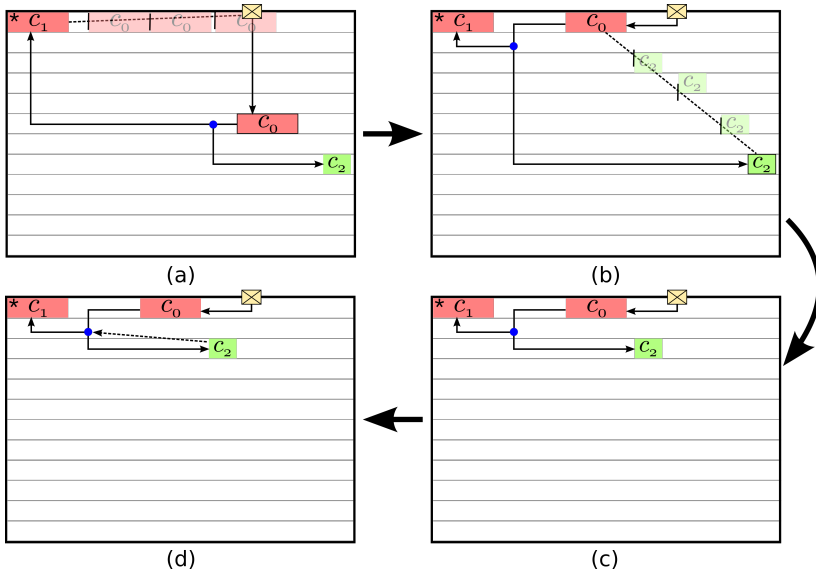 * c₁ c₀ c₀ c₀
c₀
c₂
(a)
* c₁ c₀
c₂
c₂
c₂
c₂
(b)
* c₁ c₀
c₂
(d)
* c₁ c₀
c₂
(c)